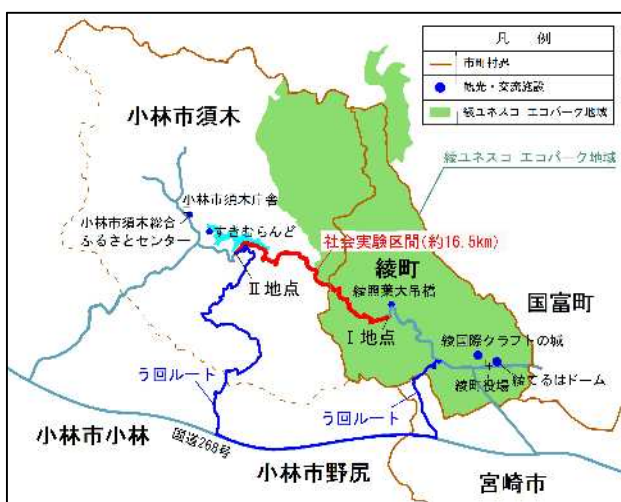 凡 例
市町村界
観光・交流施設
綾ユネスコ エコパーク地域
小林市須木
綾ユネスコ エコパーク地域
小林市須木庁舎
小林市須木総合
ふるさとセンター
すきむらんど
社会実験区間(約16.5km)
綾町
綾照葉大吊橋
Ⅱ地点
国富町
Ⅰ地点
綾国際クラフトの城
う回ルート
綾町役場
綾てるはドーム
う回ルート
小林市小林
国道268号
小林市野尻
宮崎市